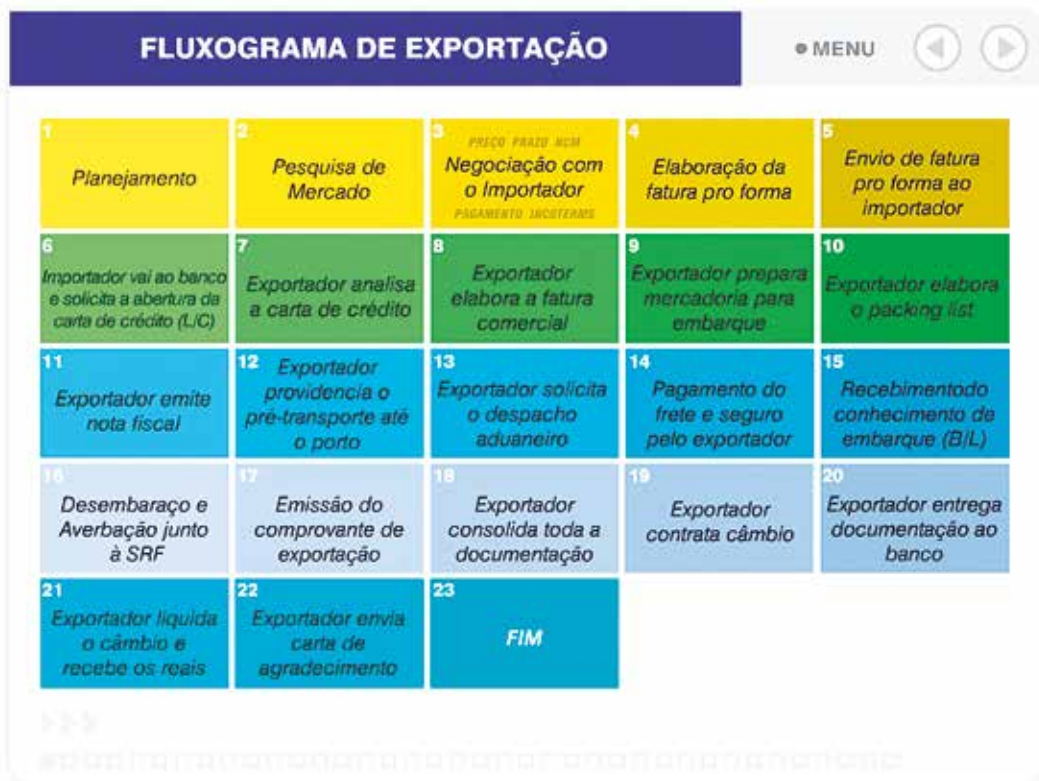 FLUXOGRAMA DE EXPORTAÇÃO
MENU
1
Planejamento
2
Pesquisa de
Mercado
3
PREÇO PRAZO NCM
Negociação com
o Importador
PAGAMENTO INCOTERMS
4
Elaboração da
fatura pro forma
5
Envio de fatura
pro forma ao
importador
6
Importador vai ao banco
e solicita a abertura da
carta de crédito (L/C)
7
Exportador analisa
a carta de crédito
8
Exportador
elabora a fatura
comercial
9
Exportador prepara
mercadoria para
embarque
10
Exportador elabora
o packing list
11
Exportador emite
nota fiscal
12
Exportador
providencia o
pré-transporte até
o porto
13
Exportador solicita
o despacho
aduaneiro
14
Pagamento do
frete e seguro
pelo exportador
15
Recebimentodo
conhecimento de
embarque (B/L)
16
Desembaraço e
Averbação junto
à SRF
17
Emissão do
comprovante de
exportação
18
Exportador
consolida toda a
documentação
19
Exportador
contrata câmbio
20
Exportador entrega
documentação ao
banco
21
Exportador liquida
o câmbio e
recebe os reais
22
Exportador envia
carta de
agradecimento
23
FIM